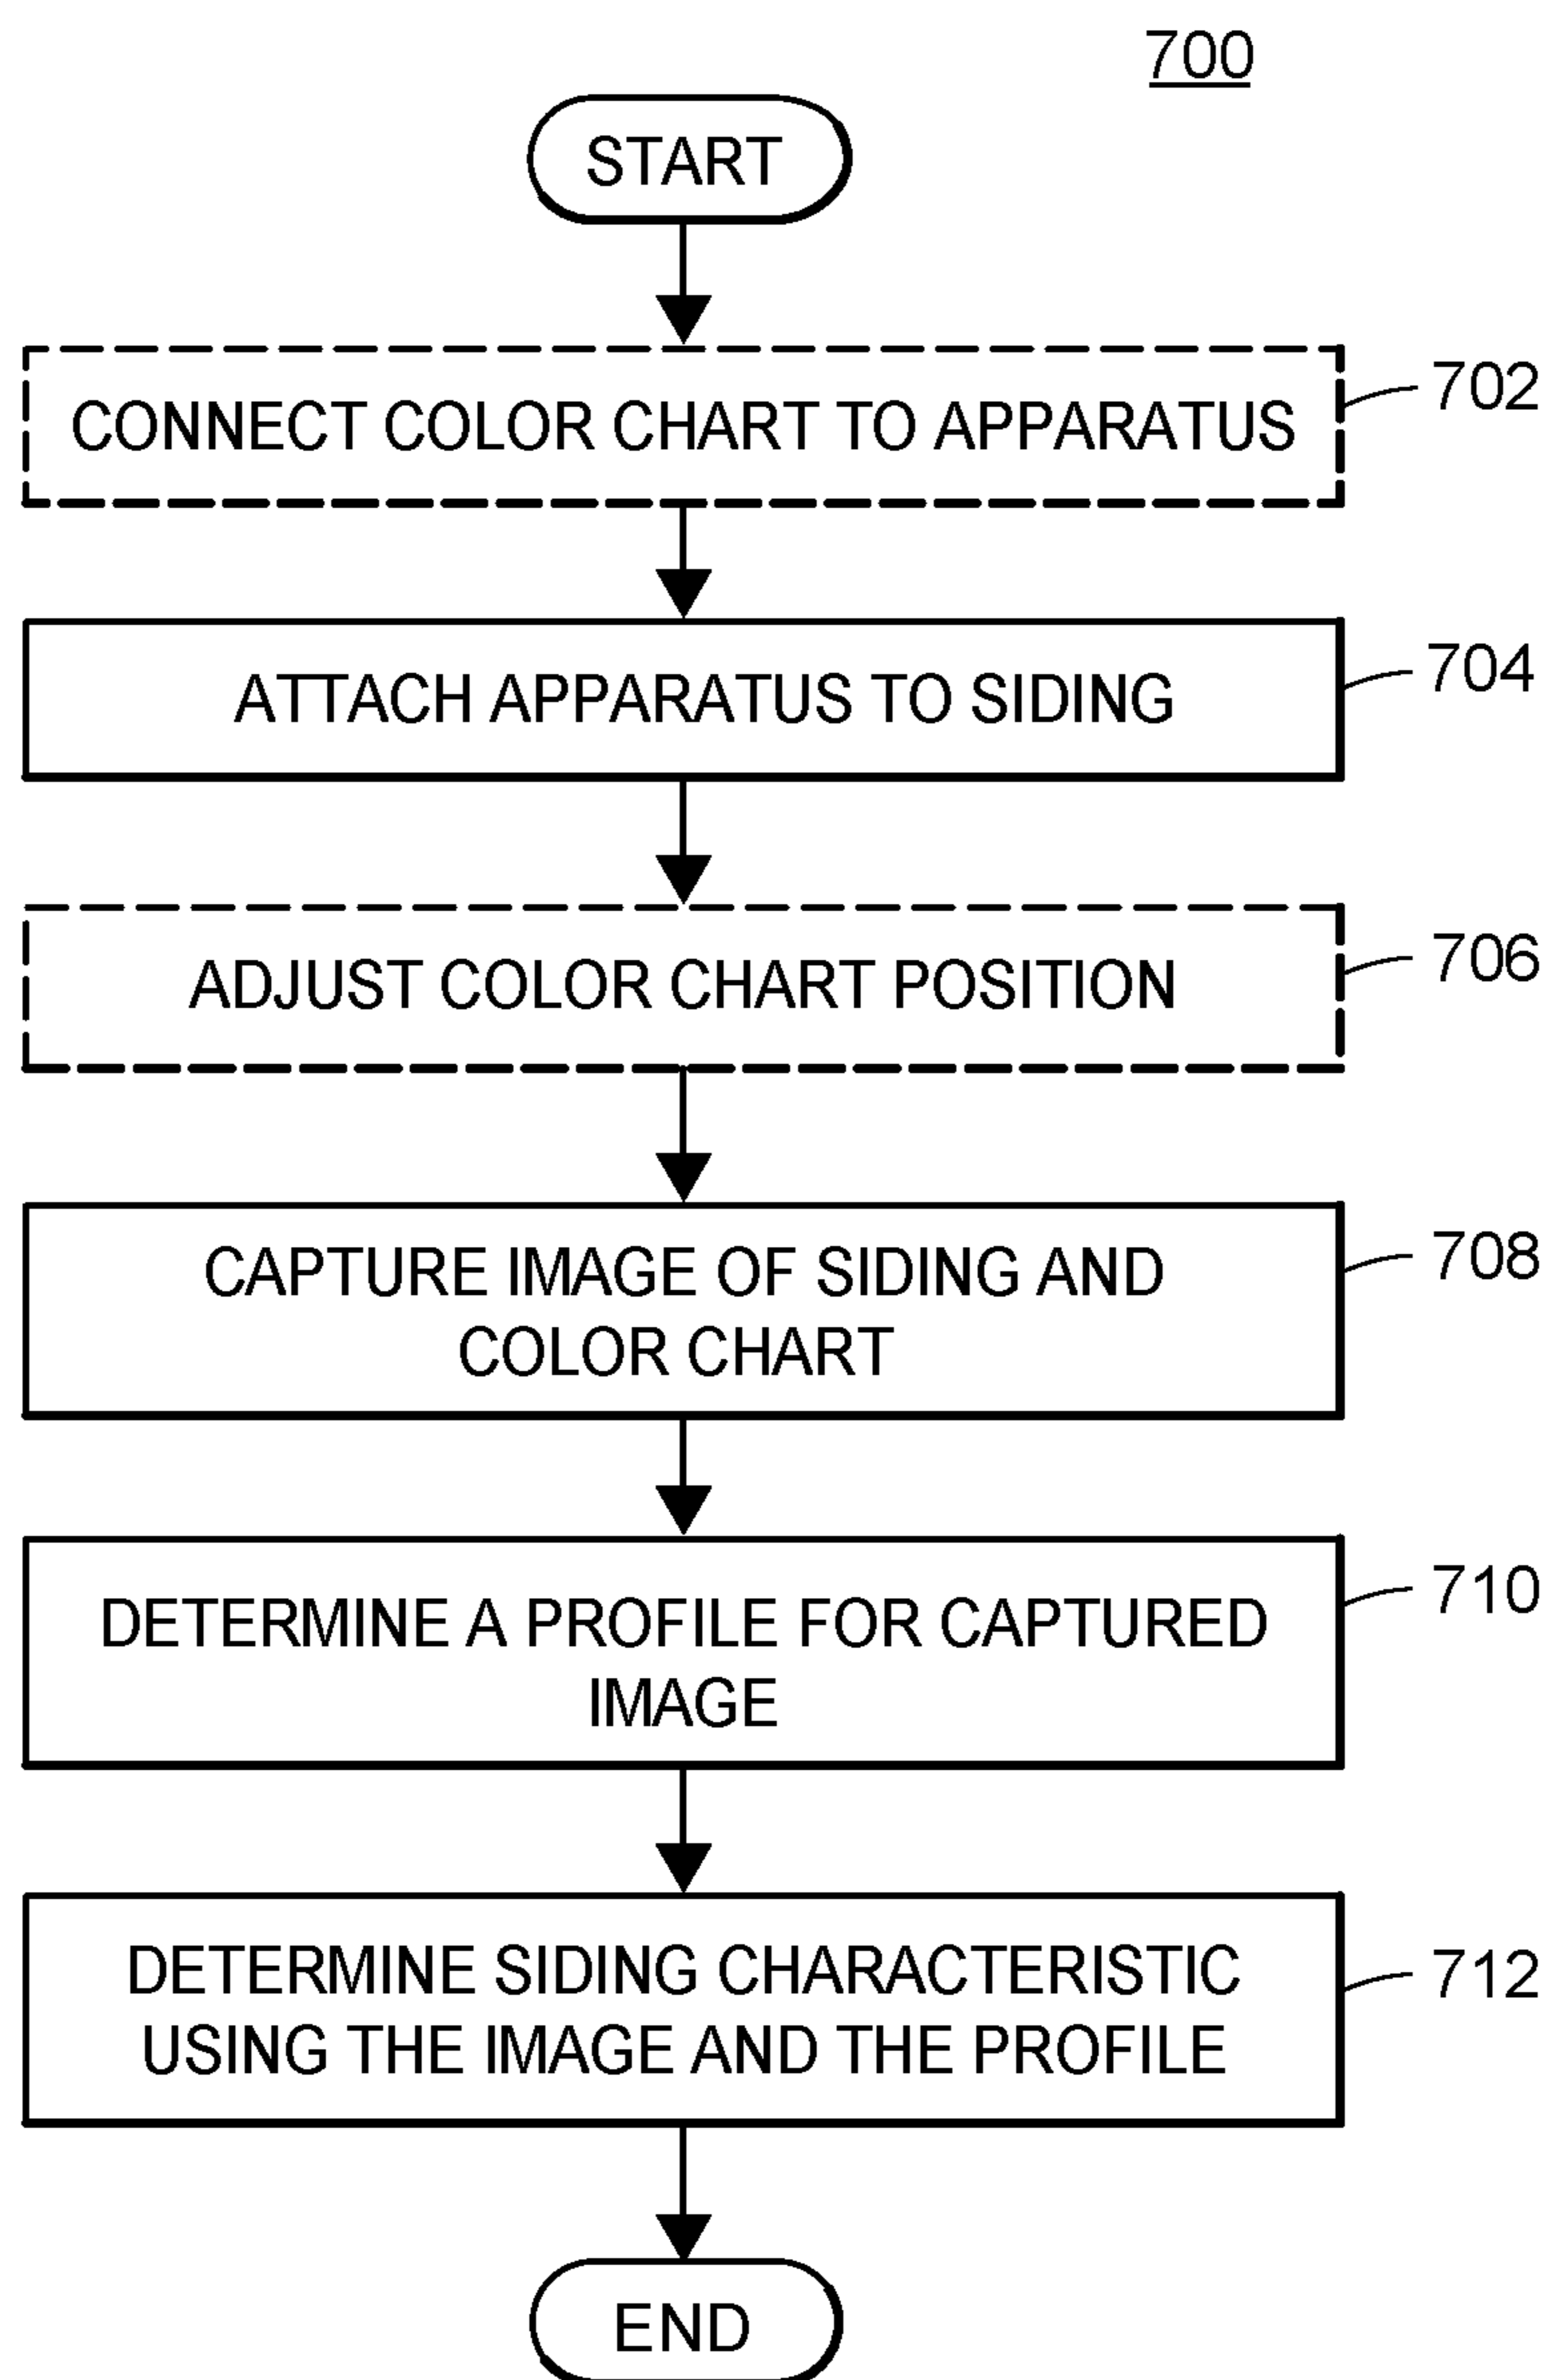 700
START
CONNECT COLOR CHART TO APPARATUS
702
ATTACH APPARATUS TO SIDING
704
ADJUST COLOR CHART POSITION
706
CAPTURE IMAGE OF SIDING AND
COLOR CHART
708
DETERMINE A PROFILE FOR CAPTURED
IMAGE
710
DETERMINE SIDING CHARACTERISTIC
USING THE IMAGE AND THE PROFILE
712
END